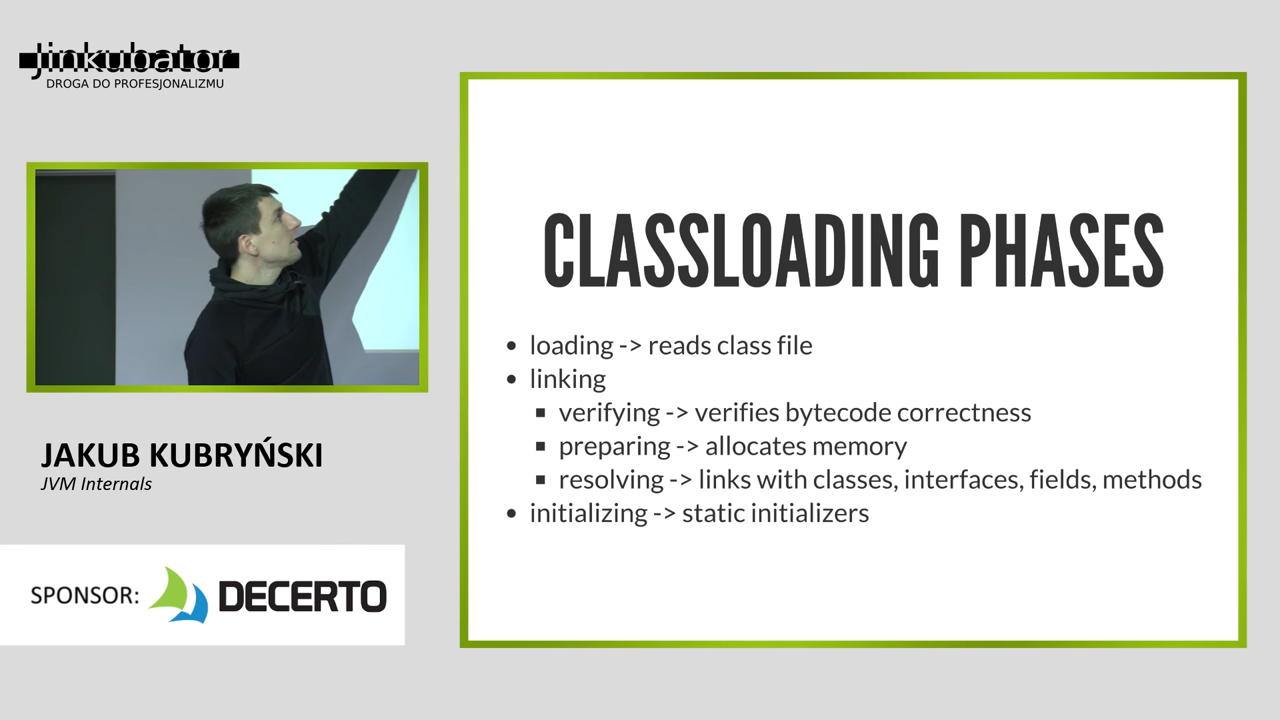 Jinkubator
DROGA DO PROFESJONALIZMU
JAKUB KUBRYŃSKI
JVM Internals
SPONSOR: DECERTO
CLASSLOADING PHASES
• loading -> reads class file
• linking
▪ verifying -> verifies bytecode correctness
▪ preparing -> allocates memory
▪ resolving -> links with classes, interfaces, fields, methods
• initializing -> static initializers